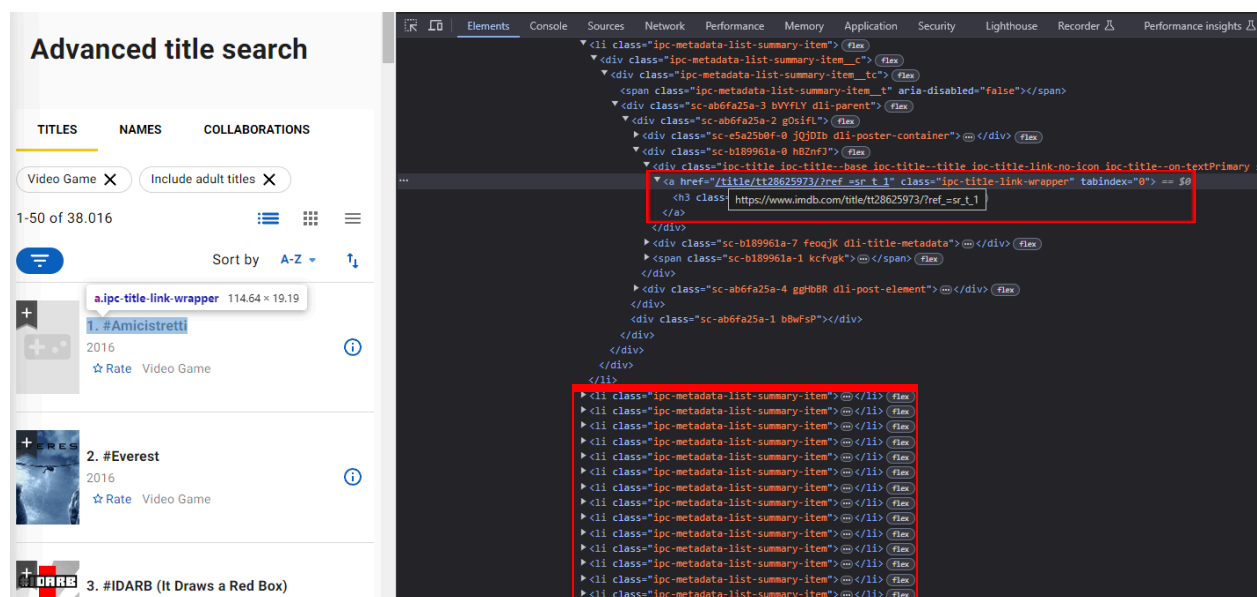 Advanced title search
TITLES NAMES COLLABORATIONS
Video Game X Include adult titles X
1-50 of 38.016
Sort by A-Z
a.ipc-title-link-wrapper 114.64 × 19.19
1. #Amicistretti
2016
Rate Video Game
EREST
2. #Everest
2016
Rate Video Game
IDARB
3. #IDARB (It Draws a Red Box)
Elements Console Sources Network Performance Memory Application Security Lighthouse Recorder Performance insights
▼<li class="ipc-metadata-list-summary-item"> flex
▼<div class="ipc-metadata-list-summary-item__c"> flex
▼<div class="ipc-metadata-list-summary-item__tc"> flex
<span class="ipc-metadata-list-summary-item__t" aria-disabled="false"></span>
▼<div class="sc-ab6fa25a-3 bVYfLY dli-parent"> flex
▼<div class="sc-ab6fa25a-2 gOsifL"> flex
▶<div class="sc-e5a25b0f-0 jQjDIb dli-poster-container">…</div> flex
▼<div class="sc-b189961a-0 hBZnfJ"> flex
▼<div class="ipc-title ipc-title--base ipc-title--title ipc-title-link-no-icon ipc-title--on-textPrimary
… ▼<a href="/title/tt28625973/?ref_=sr_t_1" class="ipc-title-link-wrapper" tabindex="0"> == $0
<h3 clas
https://www.imdb.com/title/tt28625973/?ref_=sr_t_1
</a>
</div>
▶<div class="sc-b189961a-7 feoqjK dli-title-metadata">…</div> flex
▶<span class="sc-b189961a-1 kcfvgk">…</span> flex
</div>
▶<div class="sc-ab6fa25a-4 ggHbBR dli-post-element">…</div> flex
</div>
<div class="sc-ab6fa25a-1 bBwFsP"></div>
</div>
</div>
</div>
</li>
▶<li class="ipc-metadata-list-summary-item">…</li> flex
▶<li class="ipc-metadata-list-summary-item">…</li> flex
▶<li class="ipc-metadata-list-summary-item">…</li> flex
▶<li class="ipc-metadata-list-summary-item">…</li> flex
▶<li class="ipc-metadata-list-summary-item">…</li> flex
▶<li class="ipc-metadata-list-summary-item">…</li> flex
▶<li class="ipc-metadata-list-summary-item">…</li> flex
▶<li class="ipc-metadata-list-summary-item">…</li> flex
▶<li class="ipc-metadata-list-summary-item">…</li> flex
▶<li class="ipc-metadata-list-summary-item">…</li> flex
▶<li class="ipc-metadata-list-summary-item">…</li> flex
▶<li class="ipc-metadata-list-summary-item">…</li> flex
▶<li class="ipc-metadata-list-summary-item">…</li> flex
▶<li class="ipc-metadata-list-summary-item">…</li> flex